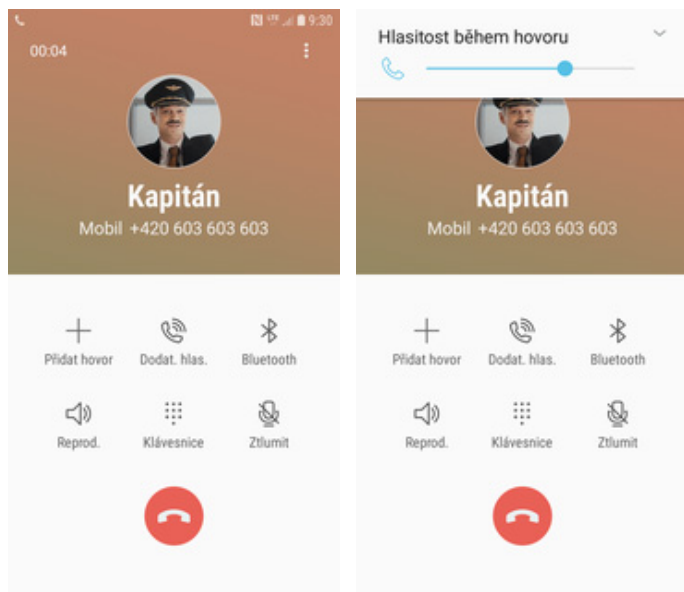 9:30
00:04
Kapitán
Mobil +420 603 603 603
Přidat hovor
Dodat. hlas.
Bluetooth
Reprod.
Klávesnice
Ztlumit
Hlasitost během hovoru
Kapitán
Mobil +420 603 603 603
Přidat hovor
Dodat. hlas.
Bluetooth
Reprod.
Klávesnice
Ztlumit